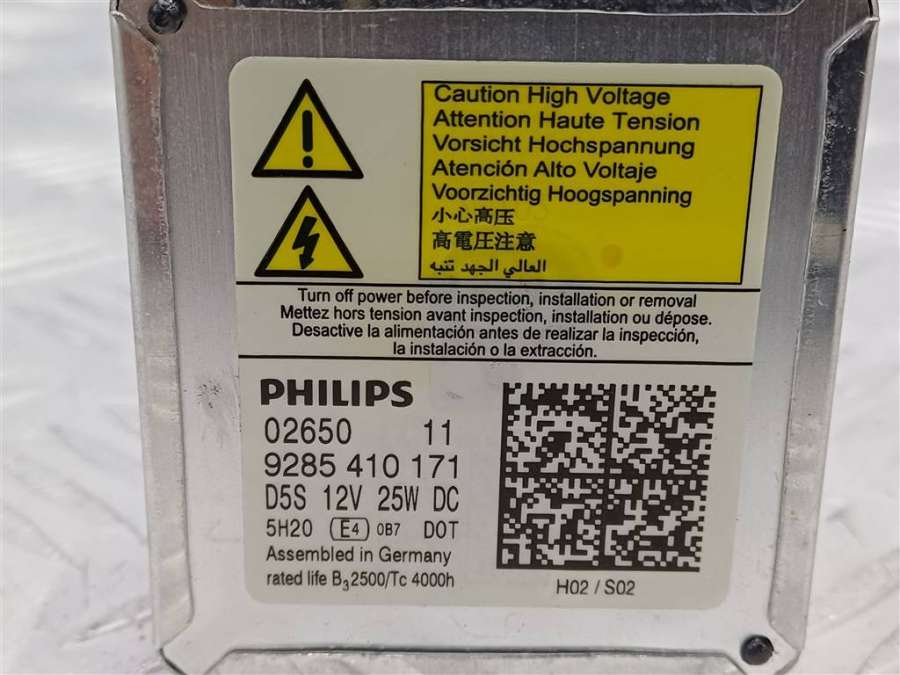 Caution High Voltage
Attention Haute Tension
Vorsicht Hochspannung
Atención Alto Voltaje
Voorzichtig Hoogspanning
小心高压
高電圧注意
العالي الجهد تنبه
Turn off power before inspection, installation or removal
Mettez hors tension avant inspection, installation ou dépose.
Desactive la alimentación antes de realizar la inspección,
la instalación o la extracción.
PHILIPS
02650 11
9285 410 171
D5S 12V 25W DC
5H20 E4 0B7 DOT
Assembled in Germany
rated life B32500/Tc 4000h
H02 / S02